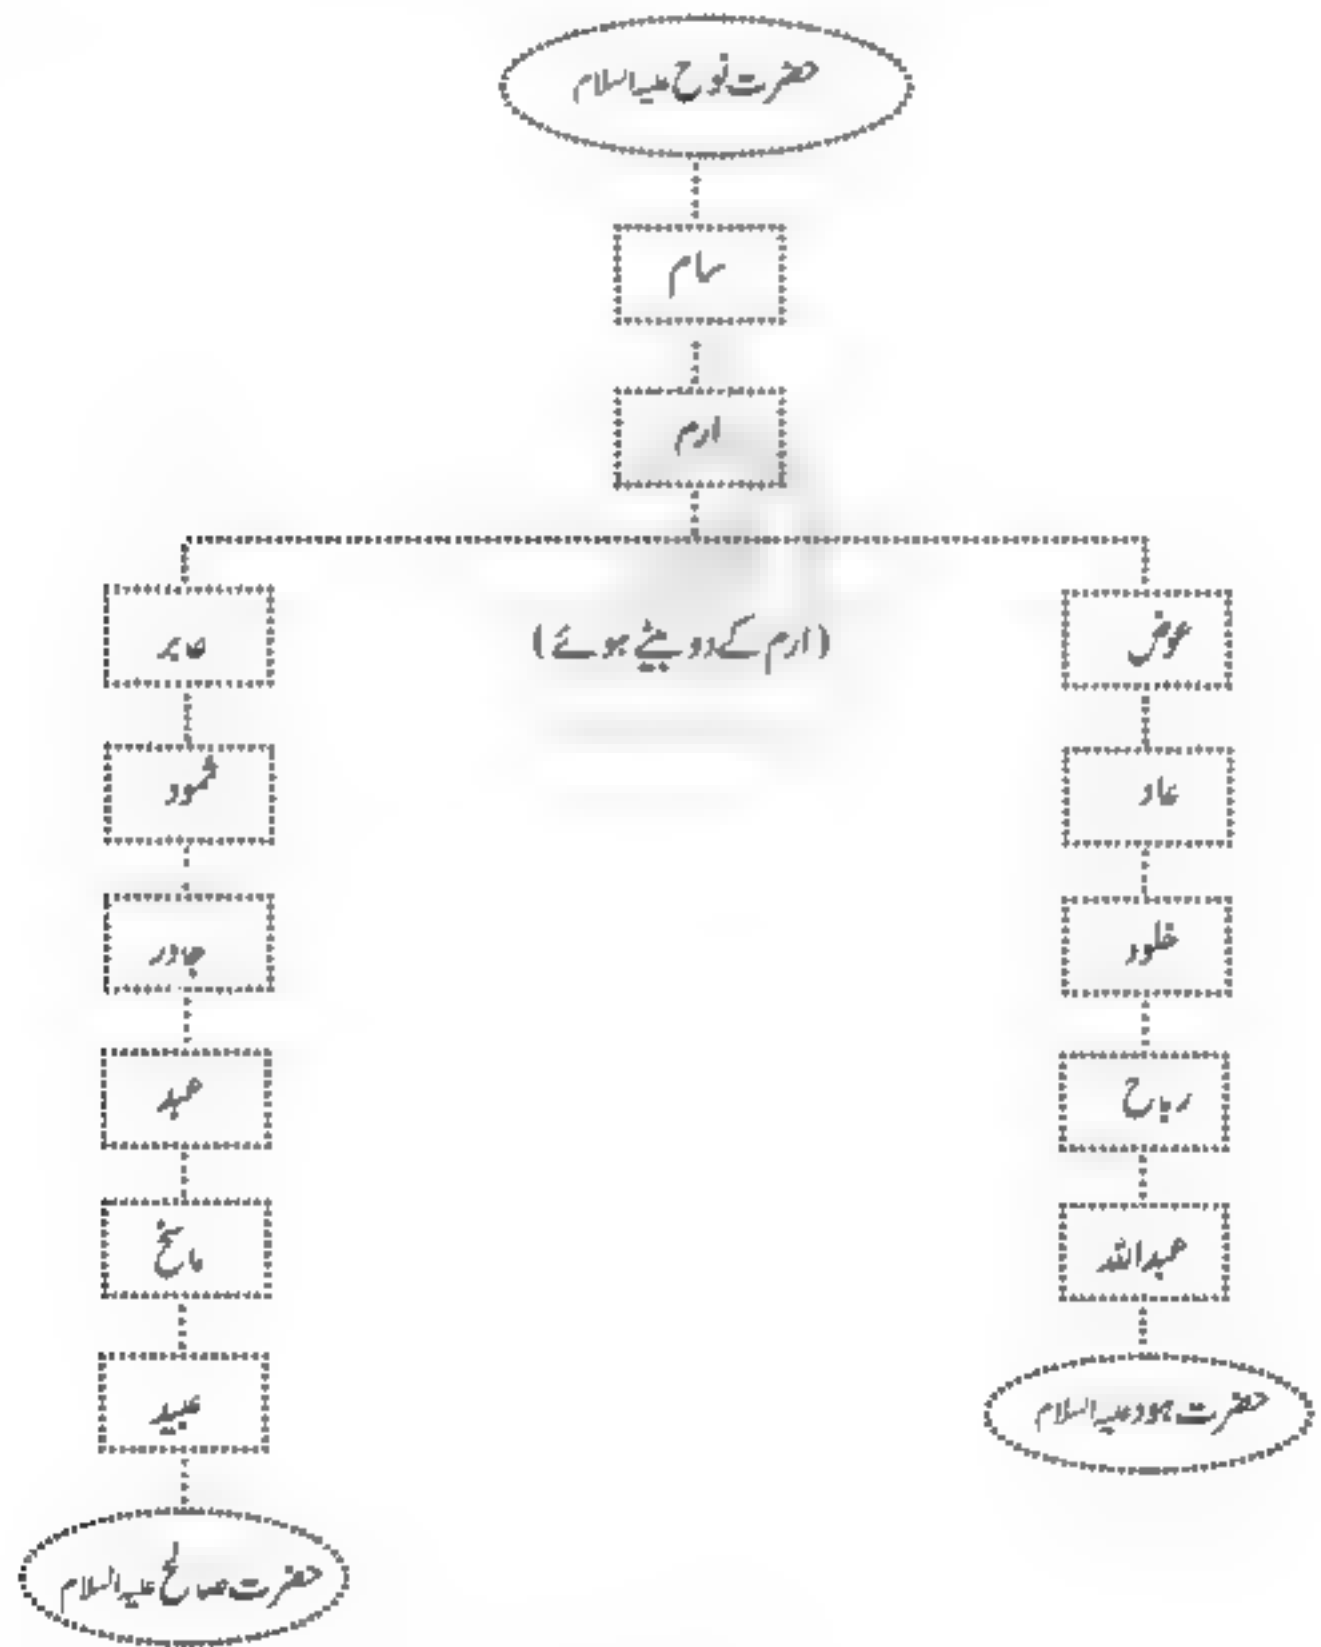 حضرت نوح علیہ السلام
سام
ارم
(ارم کے دو بیٹے ہوئے)
عوض
عاد
خلود
رباح
عبداللہ
حضرت ہود علیہ السلام
عابر
ثمود
جادر
عبد
ماسخ
عبید
حضرت صالح علیہ السلام